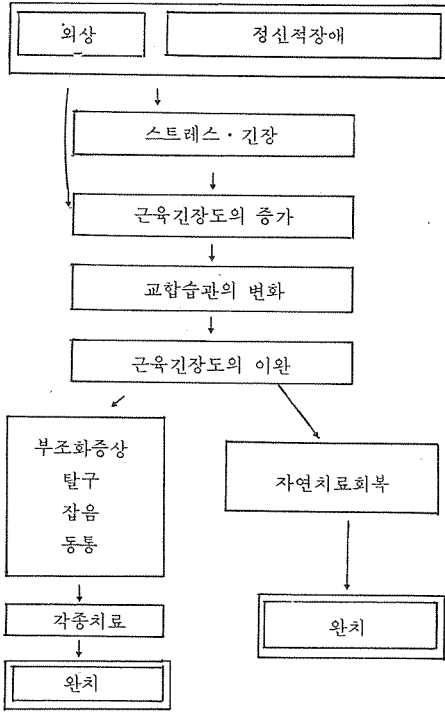 외상
정신적장애
스트레스·긴장
근육긴장도의 증가
교합습관의 변화
근육긴장도의 이완
부조화증상
탈구
잡음
동통
자연치료회복
각종치료
완치
완치